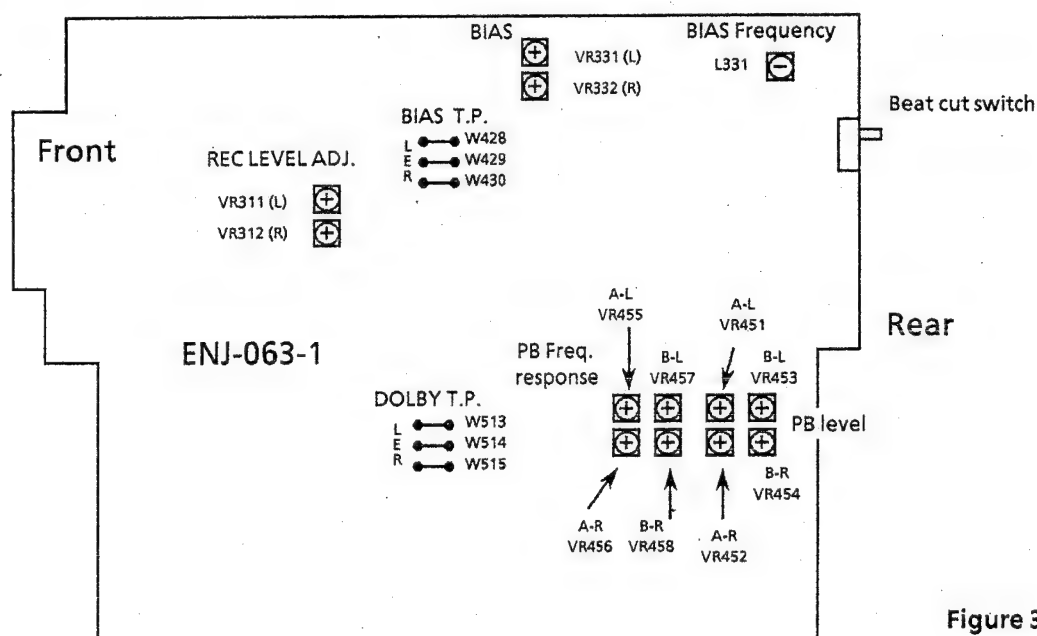 BIAS
BIAS Frequency
VR331 (L)
L331
VR332 (R)
Beat cut switch
BIAS T.P.
L W428
E W429
R W430
Front
REC LEVEL ADJ.
VR311 (L)
VR312 (R)
A-L
VR455
A-L
VR451
Rear
ENJ-063-1
PB Freq.
response
B-L
VR457
B-L
VR453
DOLBY T.P.
L W513
E W514
R W515
PB level
B-R
VR454
A-R
VR456
B-R
VR458
A-R
VR452
Figure 3